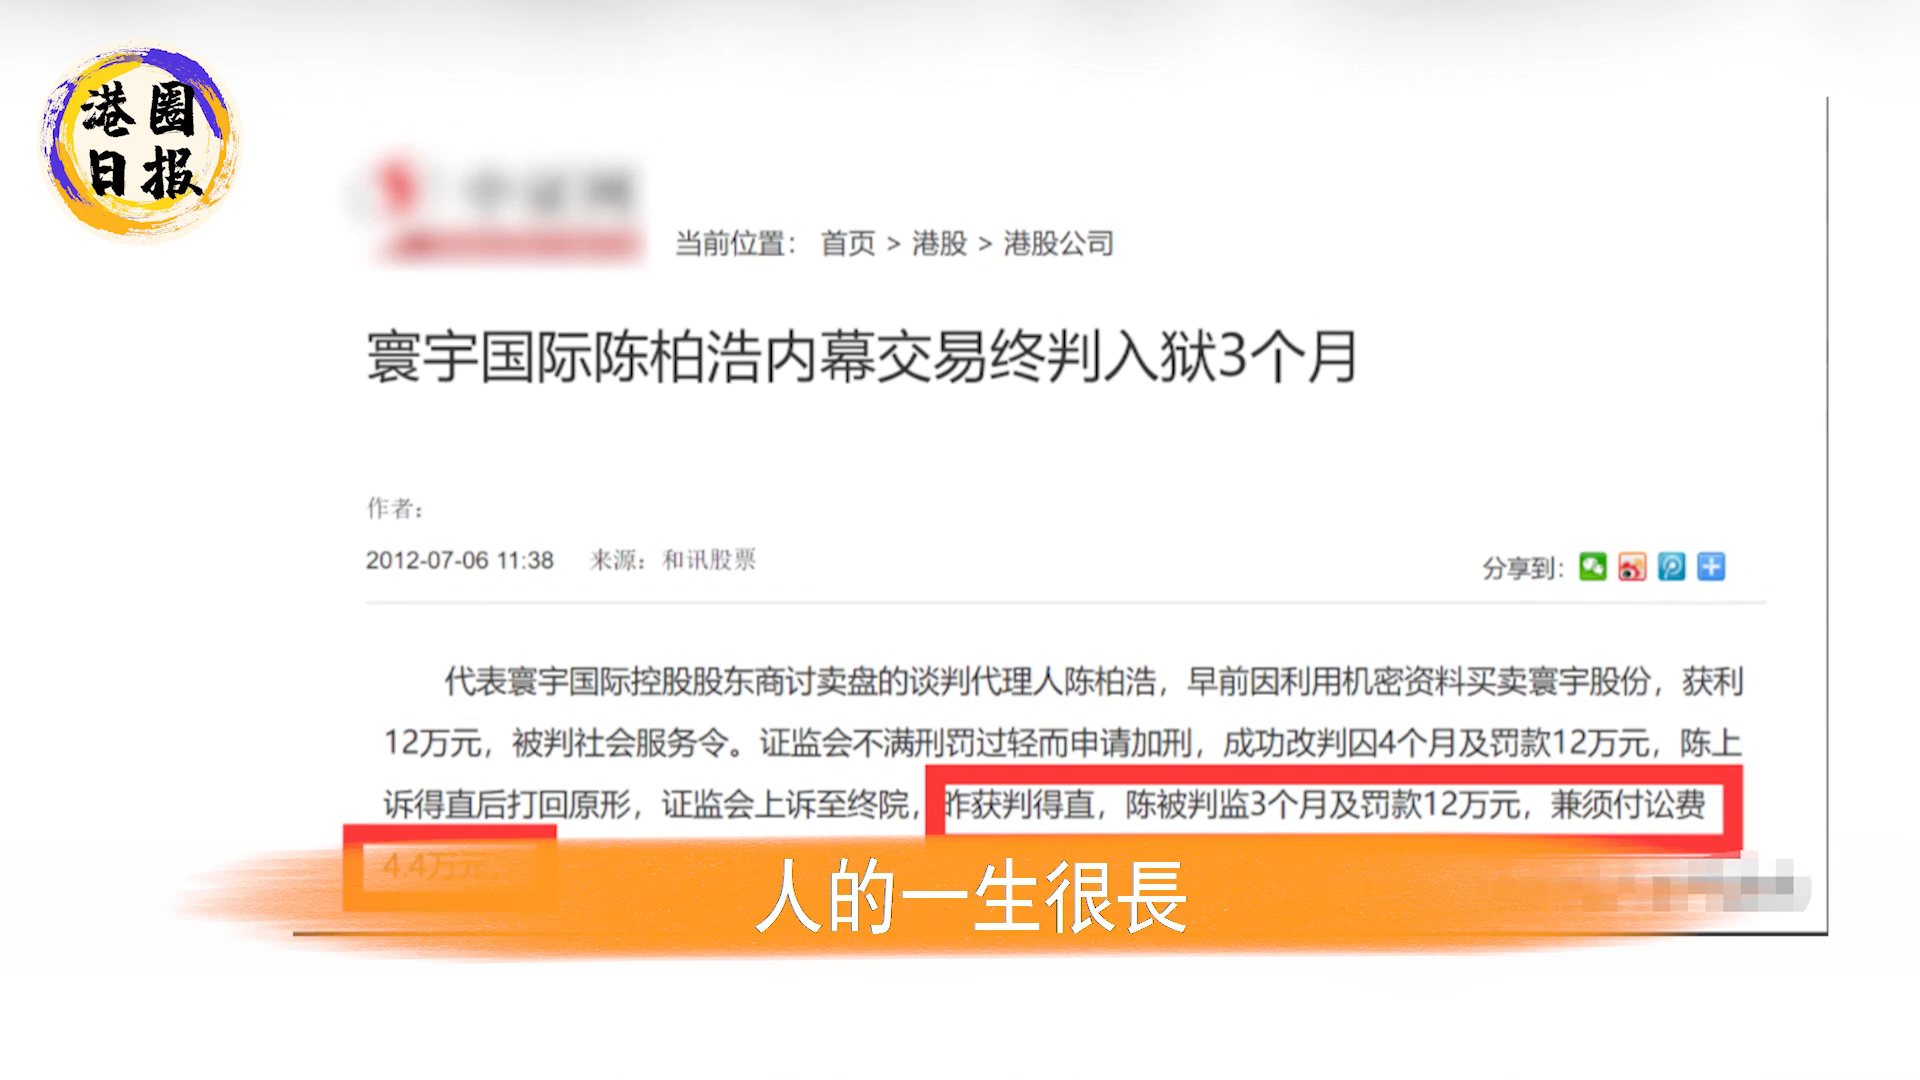 港圈
日报
当前位置： 首页 > 港股 > 港股公司
寰宇国际陈柏浩内幕交易终判入狱3个月
作者：
2012-07-06 11:38 来源：和讯股票
分享到：
代表寰宇国际控股股东商讨卖盘的谈判代理人陈柏浩，早前因利用机密资料买卖寰宇股份，获利
12万元，被判社会服务令。证监会不满刑罚过轻而申请加刑，成功改判囚4个月及罚款12万元，陈上
诉得直后打回原形，证监会上诉至终院，昨获判得直，陈被判监3个月及罚款12万元，兼须付讼费
4.4万元
人的一生很長